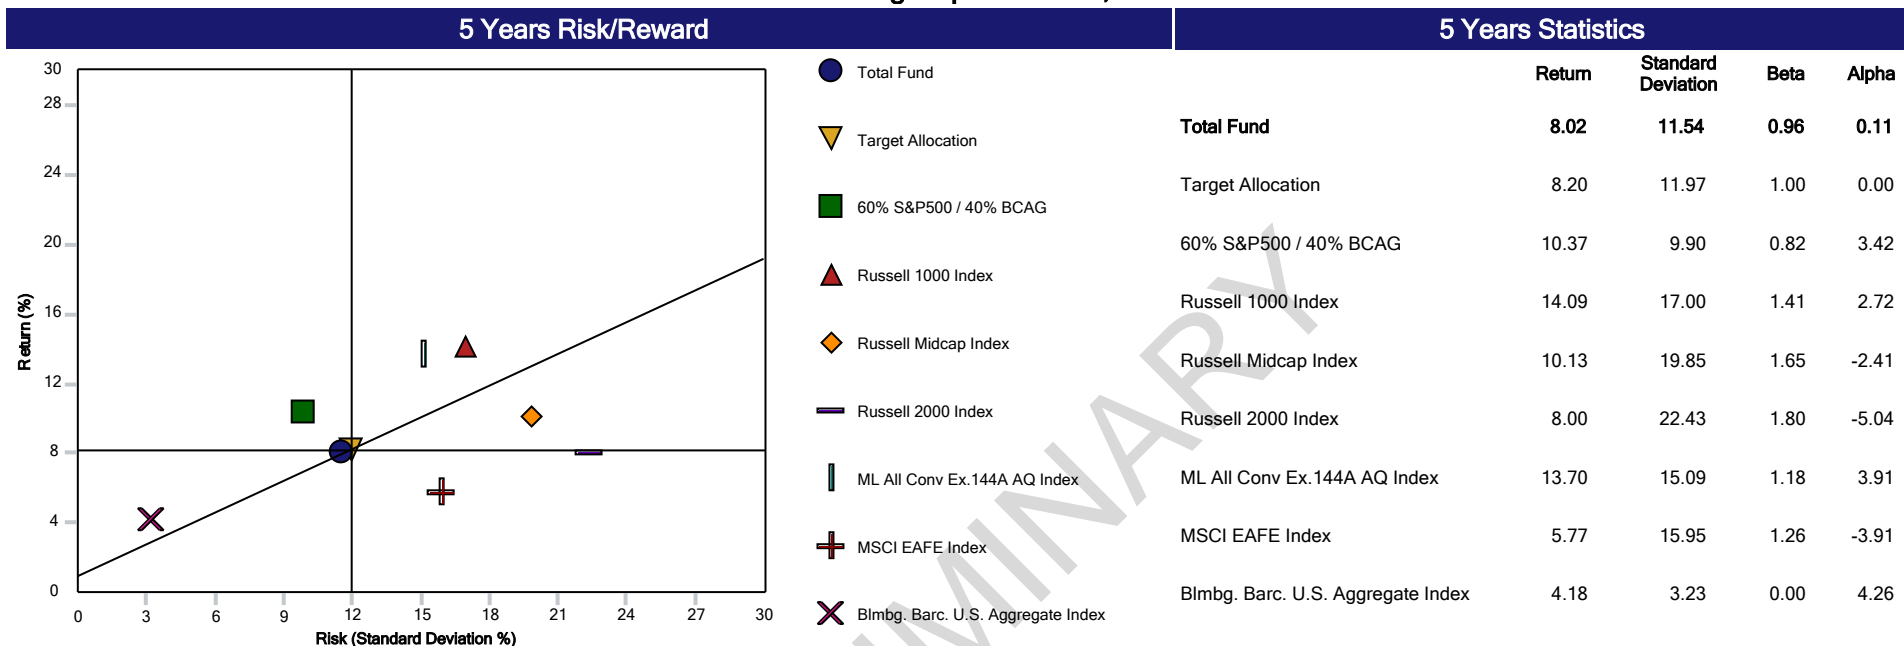 5 Years Risk/Reward
5 Years Statistics
30
28
24
20
16
12
8
4
0
Return (%)
0 3 6 9 12 15 18 21 24 27 30
Risk (Standard Deviation %)
Total Fund
Target Allocation
60% S&P500 / 40% BCAG
Russell 1000 Index
Russell Midcap Index
Russell 2000 Index
ML All Conv Ex.144A AQ Index
MSCI EAFE Index
Blmbg. Barc. U.S. Aggregate Index
Return Standard Deviation Beta Alpha
Total Fund 8.02 11.54 0.96 0.11
Target Allocation 8.20 11.97 1.00 0.00
60% S&P500 / 40% BCAG 10.37 9.90 0.82 3.42
Russell 1000 Index 14.09 17.00 1.41 2.72
Russell Midcap Index 10.13 19.85 1.65 -2.41
Russell 2000 Index 8.00 22.43 1.80 -5.04
ML All Conv Ex.144A AQ Index 13.70 15.09 1.18 3.91
MSCI EAFE Index 5.77 15.95 1.26 -3.91
Blmbg. Barc. U.S. Aggregate Index 4.18 3.23 0.00 4.26